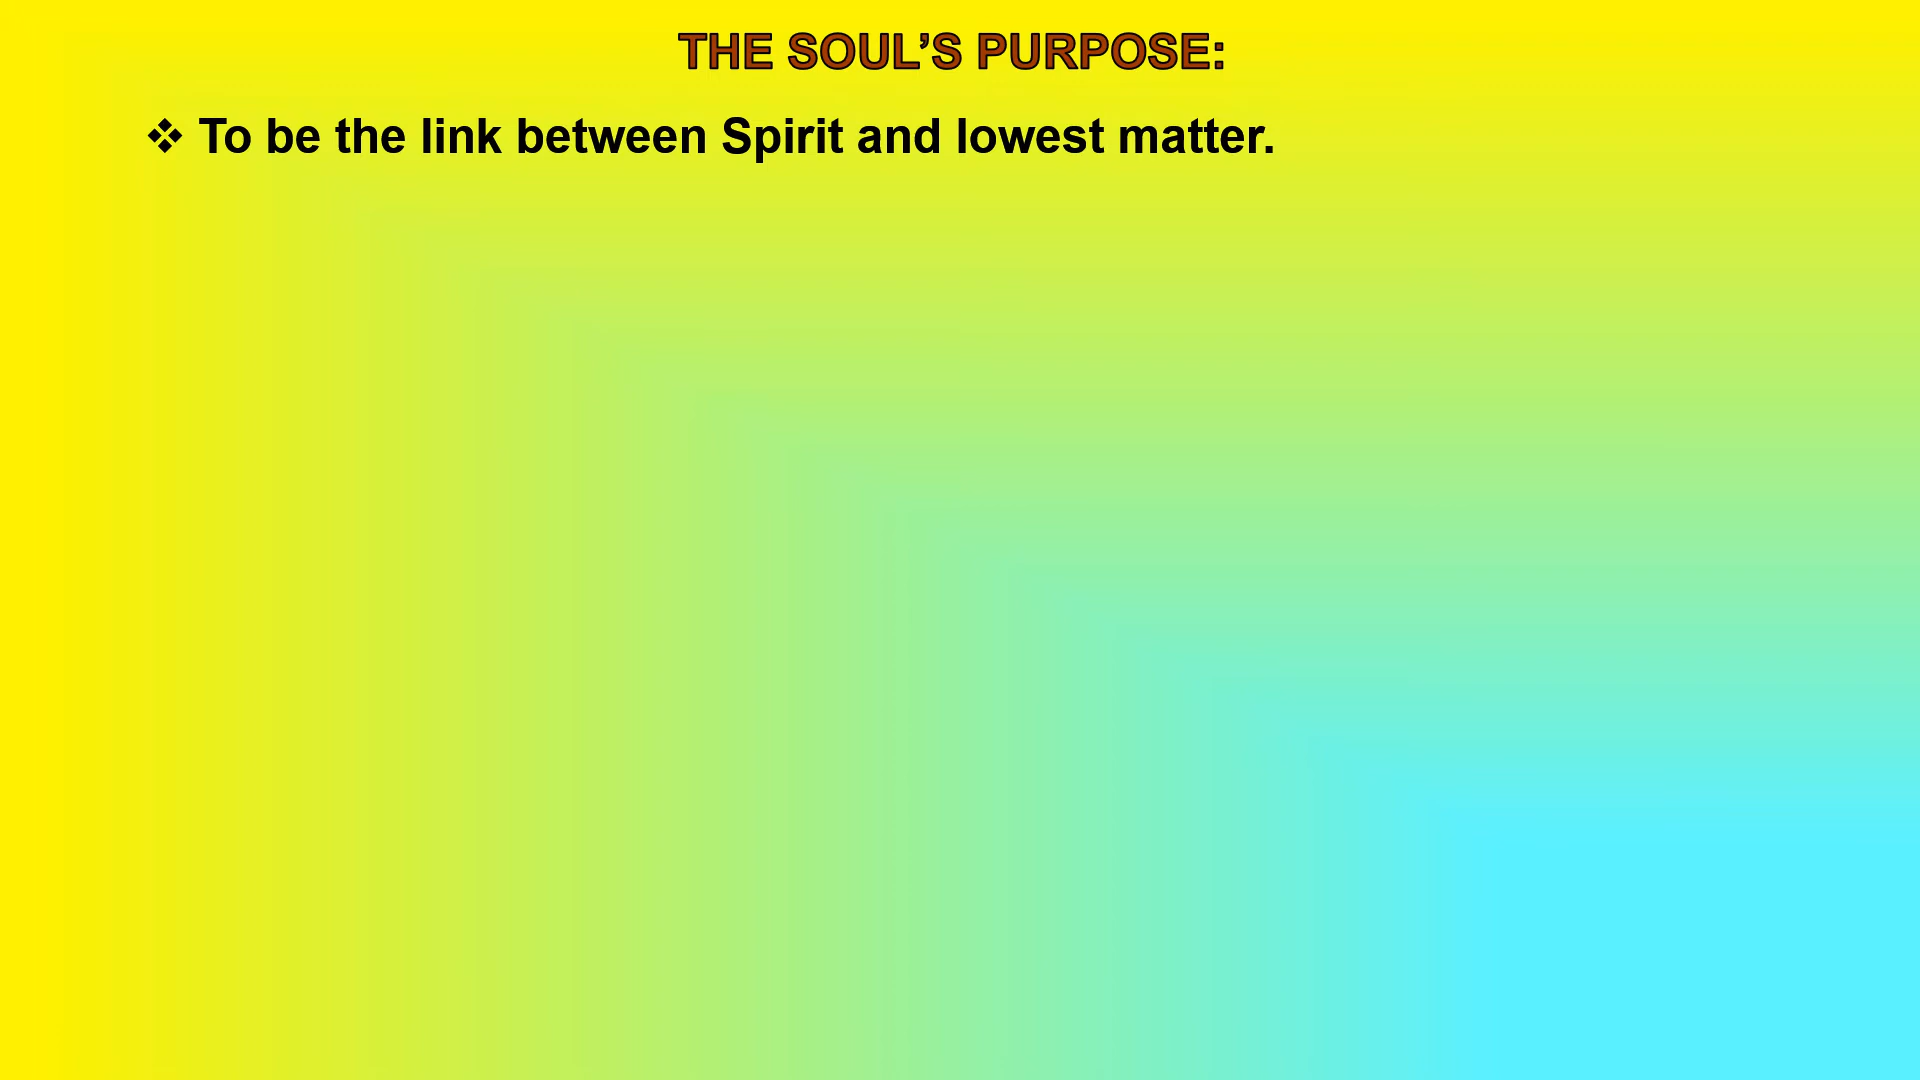 THE SOUL’S PURPOSE:
❖ To be the link between Spirit and lowest matter.